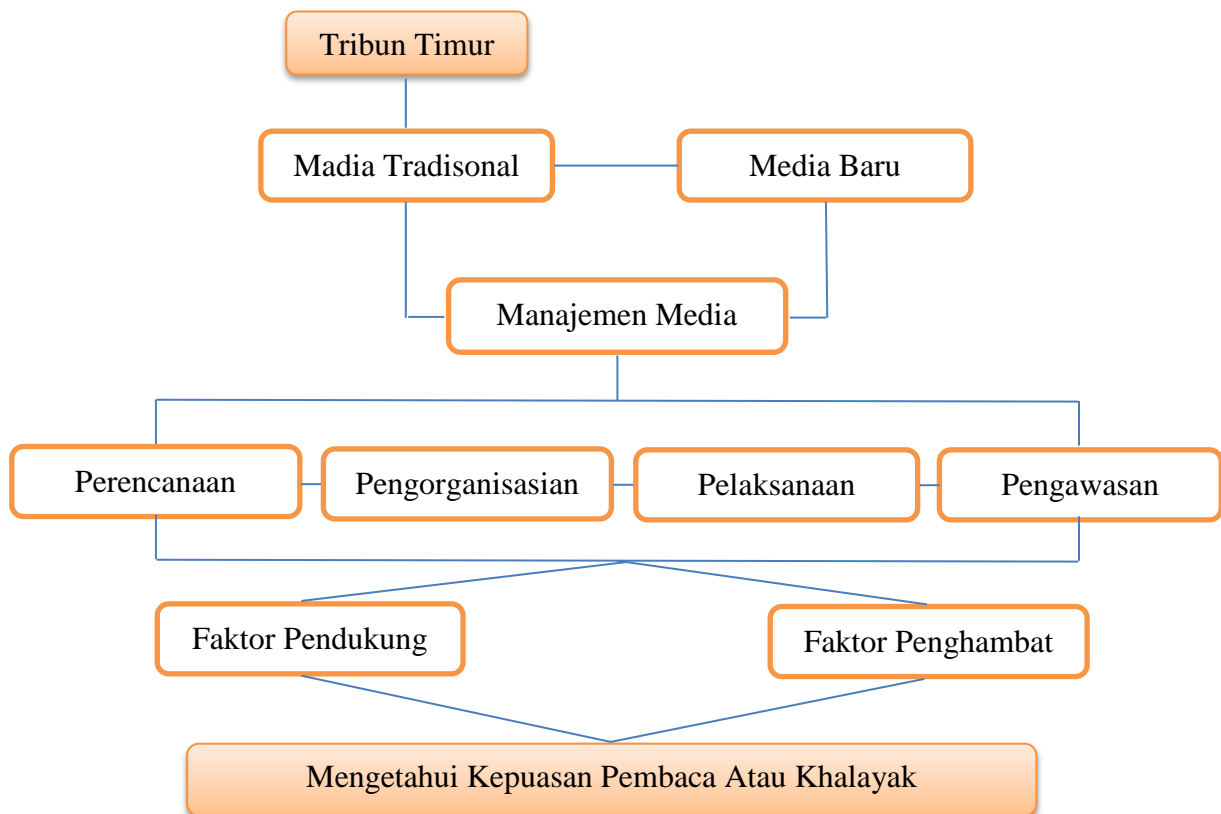 Tribun Timur
Madia Tradisonal
Media Baru
Manajemen Media
Perencanaan
Pengorganisasian
Pelaksanaan
Pengawasan
Faktor Pendukung
Faktor Penghambat
Mengetahui Kepuasan Pembaca Atau Khalayak